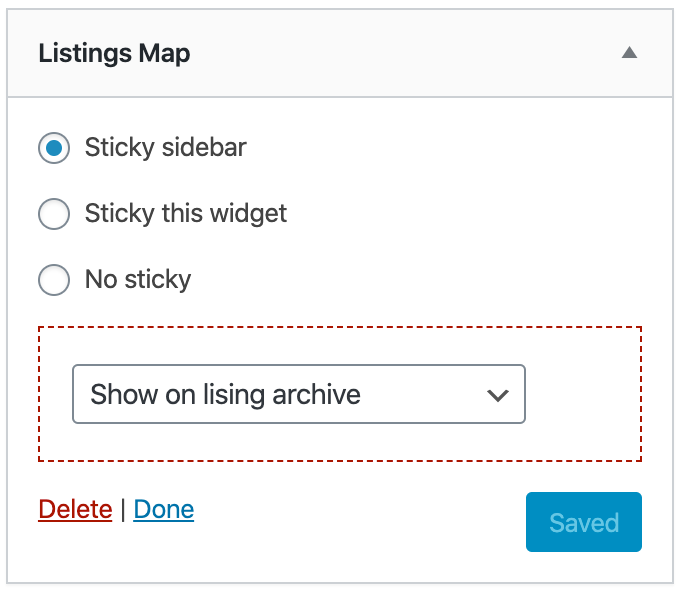 Listings Map
Sticky sidebar
Sticky this widget
No sticky
Show on lising archive
Delete | Done
Saved